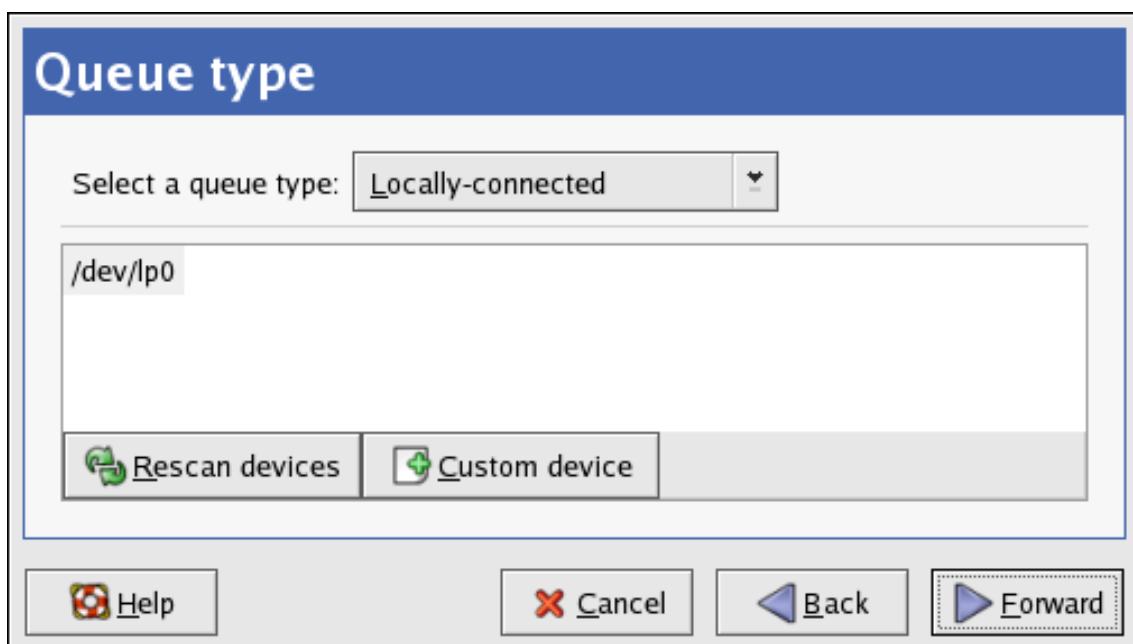 Queue type
Select a queue type: Locally-connected
/dev/lp0
Rescan devices Custom device
Help Cancel Back Forward